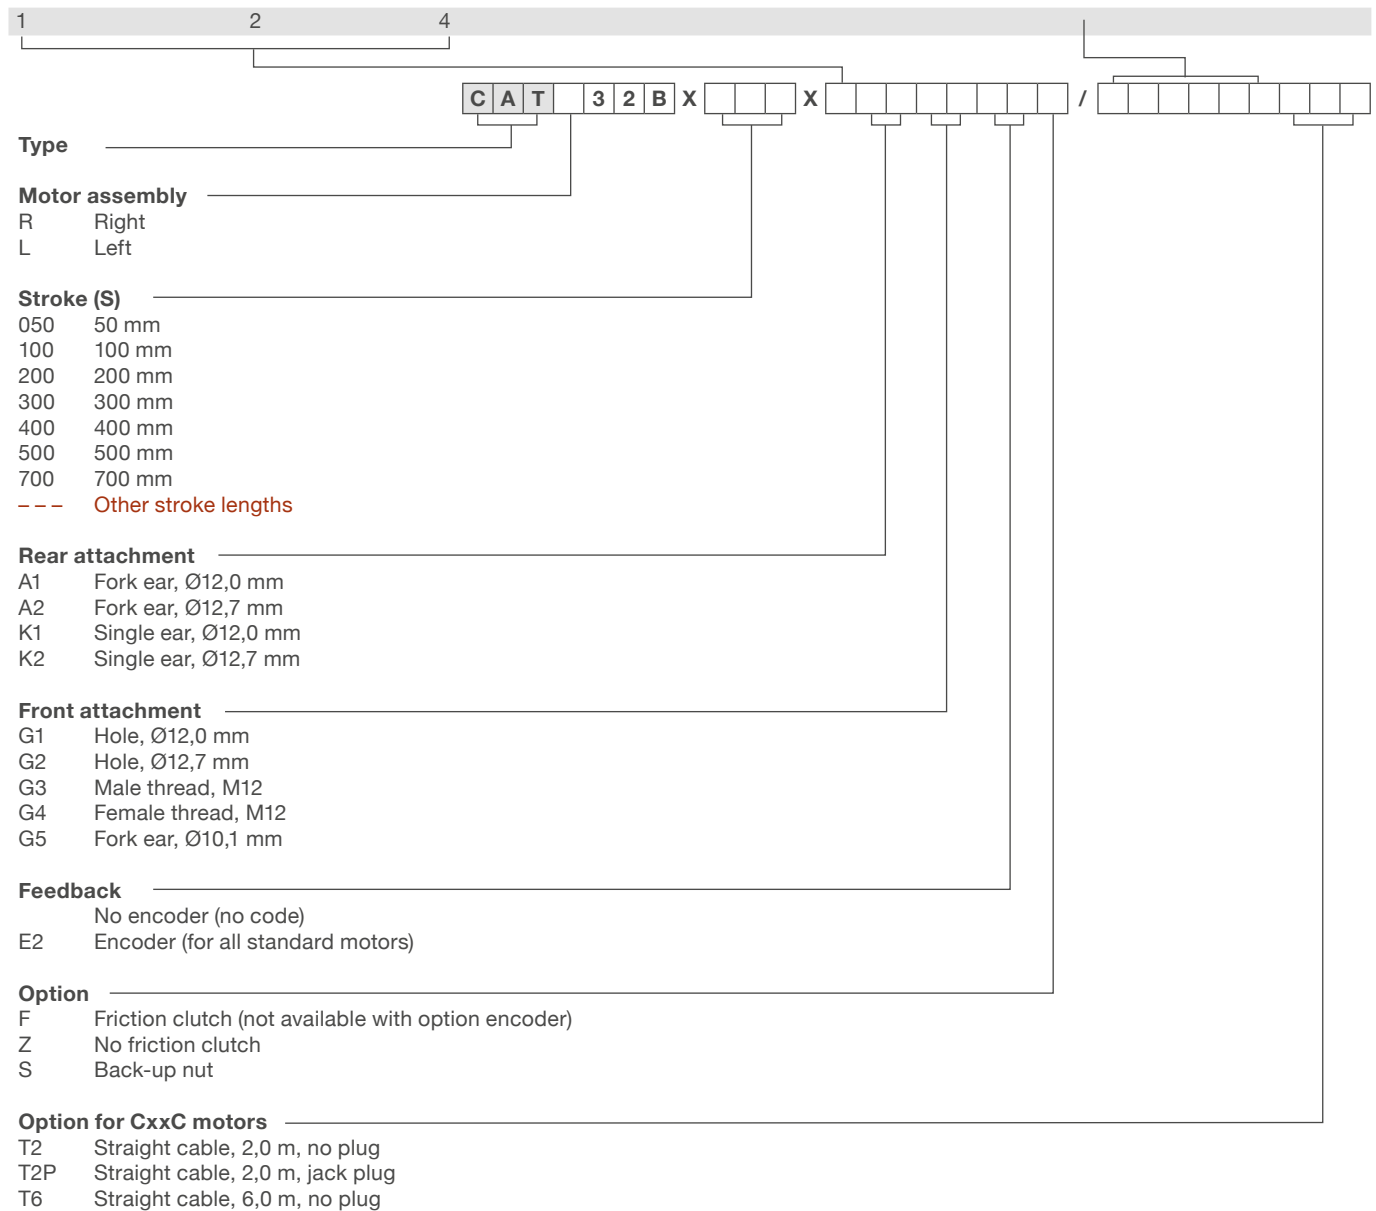 1 2 4
C A T 3 2 B X X /
Type
Motor assembly
R Right
L Left
Stroke (S)
050 50 mm
100 100 mm
200 200 mm
300 300 mm
400 400 mm
500 500 mm
700 700 mm
– – – Other stroke lengths
Rear attachment
A1 Fork ear, Ø12,0 mm
A2 Fork ear, Ø12,7 mm
K1 Single ear, Ø12,0 mm
K2 Single ear, Ø12,7 mm
Front attachment
G1 Hole, Ø12,0 mm
G2 Hole, Ø12,7 mm
G3 Male thread, M12
G4 Female thread, M12
G5 Fork ear, Ø10,1 mm
Feedback
No encoder (no code)
E2 Encoder (for all standard motors)
Option
F Friction clutch (not available with option encoder)
Z No friction clutch
S Back-up nut
Option for CxxC motors
T2 Straight cable, 2,0 m, no plug
T2P Straight cable, 2,0 m, jack plug
T6 Straight cable, 6,0 m, no plug